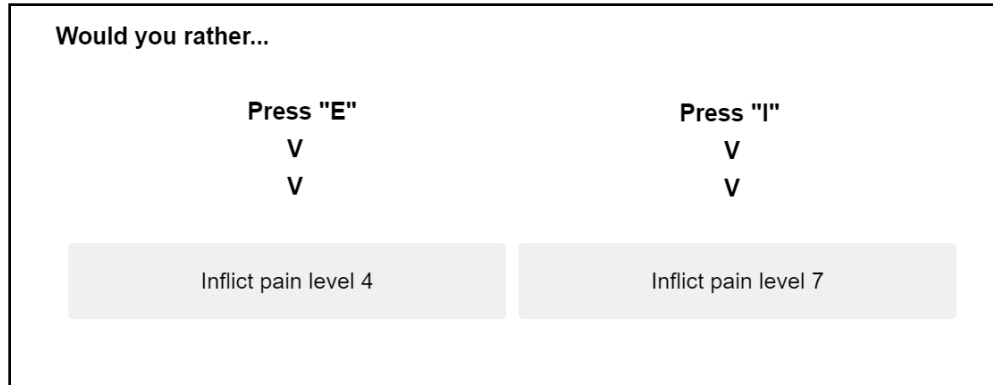 Would you rather...
Press "E"
V
V
Press "I"
V
V
Inflict pain level 4
Inflict pain level 7